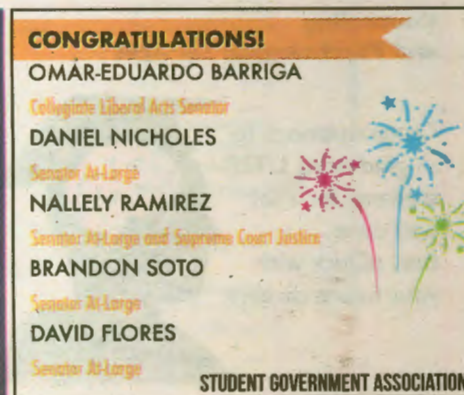 CONGRATULATIONS!
OMAR-EDUARDO BARRIGA
Collegiate Liberal Arts Senator
DANIEL NICHOLES
Senator At-Large
NALLELY RAMIREZ
Senator At-Large and Supreme Court Justice
BRANDON SOTO
Senator At-Large
DAVID FLORES
Senator At-Large
STUDENT GOVERNMENT ASSOCIATION